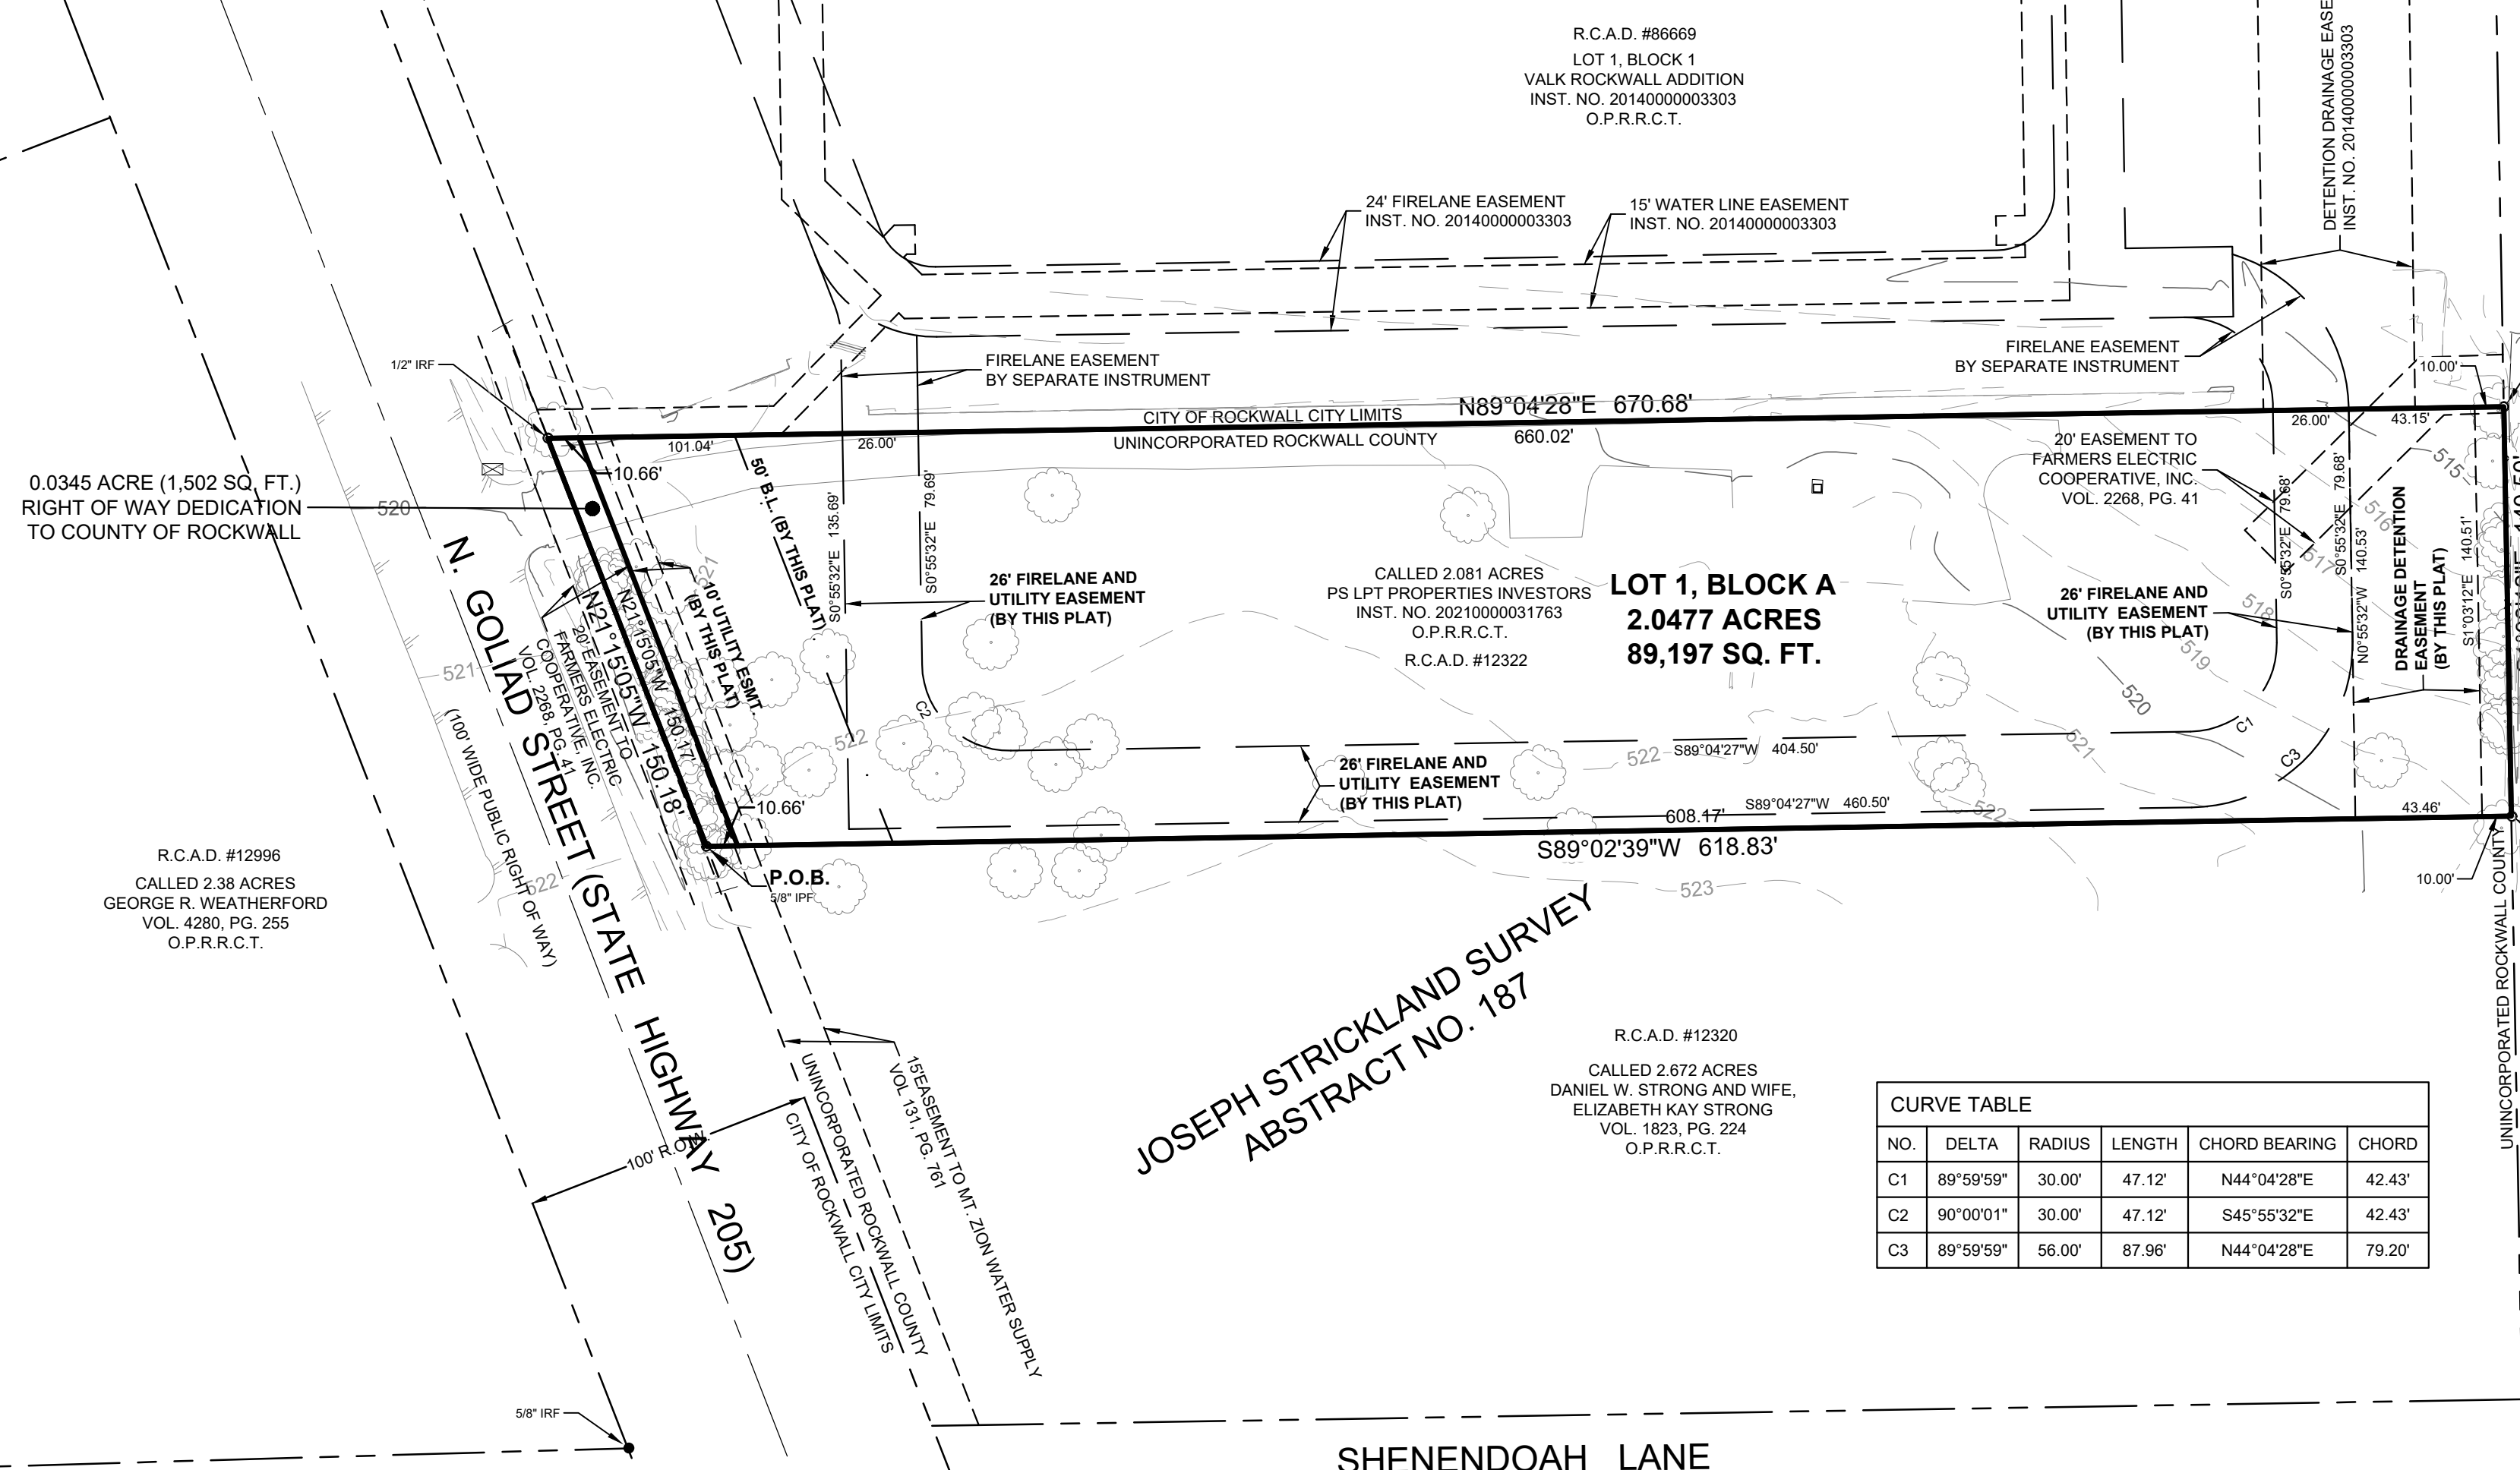 R.C.A.D. #86669
LOT 1, BLOCK 1
VALK ROCKWALL ADDITION
INST. NO. 20140000003303
O.P.R.R.C.T.
DETENTION DRAINAGE EASE
INST. NO. 20140000003303
24' FIRELANE EASEMENT
INST. NO. 20140000003303
15' WATER LINE EASEMENT
INST. NO. 20140000003303
1/2" IRF
FIRELANE EASEMENT
BY SEPARATE INSTRUMENT
FIRELANE EASEMENT
BY SEPARATE INSTRUMENT
10.00'
CITY OF ROCKWALL CITY LIMITS
N89°04'28"E 670.68'
UNINCORPORATED ROCKWALL COUNTY
660.02'
101.04'
26.00'
26.00'
43.15'
10.66'
0.0345 ACRE (1,502 SQ. FT.)
RIGHT OF WAY DEDICATION
TO COUNTY OF ROCKWALL
520
50' B.L. (BY THIS PLAT)
S0°55'32"E 135.69'
S0°55'32"E 79.69'
20' EASEMENT TO
FARMERS ELECTRIC
COOPERATIVE, INC.
VOL. 2268, PG. 41
S0°55'32"E 79.68'
S0°55'32"E 79.68'
N0°55'32"W 140.53'
DRAINAGE DETENTION
EASEMENT
(BY THIS PLAT)
S1°03'12"E 140.51'
515
516
517
518
519
520
521
522
521
26' FIRELANE AND
UTILITY EASEMENT
(BY THIS PLAT)
CALLED 2.081 ACRES
PS LPT PROPERTIES INVESTORS
INST. NO. 20210000031763
O.P.R.R.C.T.
R.C.A.D. #12322
LOT 1, BLOCK A
2.0477 ACRES
89,197 SQ. FT.
26' FIRELANE AND
UTILITY EASEMENT
(BY THIS PLAT)
10' UTILITY ESMT.
(BY THIS PLAT)
N21°15'05"W 150.17'
N21°15'05"W 150.18'
20' EASEMENT TO
FARMERS ELECTRIC
COOPERATIVE, INC.
VOL. 2268, PG. 41
N. GOLIAD STREET (STATE HIGHWAY 205)
(100' WIDE PUBLIC RIGHT OF WAY)
521
522
C2
522
C1
C3
522
S89°04'27"W 404.50'
26' FIRELANE AND
UTILITY EASEMENT
(BY THIS PLAT)
10.66'
608.17'
S89°04'27"W 460.50'
43.46'
S89°02'39"W 618.83'
P.O.B.
5/8" IPF
523
10.00'
R.C.A.D. #12996
CALLED 2.38 ACRES
GEORGE R. WEATHERFORD
VOL. 4280, PG. 255
O.P.R.R.C.T.
JOSEPH STRICKLAND SURVEY
ABSTRACT NO. 187
UNINCORPORATED ROCKWALL COUNTY
R.C.A.D. #12320
CALLED 2.672 ACRES
DANIEL W. STRONG AND WIFE,
ELIZABETH KAY STRONG
VOL. 1823, PG. 224
O.P.R.R.C.T.
15'EASEMENT TO MT. ZION WATER SUPPLY
VOL 131, PG. 761
UNINCORPORATED ROCKWALL COUNTY
CITY OF ROCKWALL CITY LIMITS
100'
CURVE TABLE
NO. DELTA RADIUS LENGTH CHORD BEARING CHORD
C1 89°59'59" 30.00' 47.12' N44°04'28"E 42.43'
C2 90°00'01" 30.00' 47.12' S45°55'32"E 42.43'
C3 89°59'59" 56.00' 87.96' N44°04'28"E 79.20'
5/8" IRF
SHENENDOAH LANE